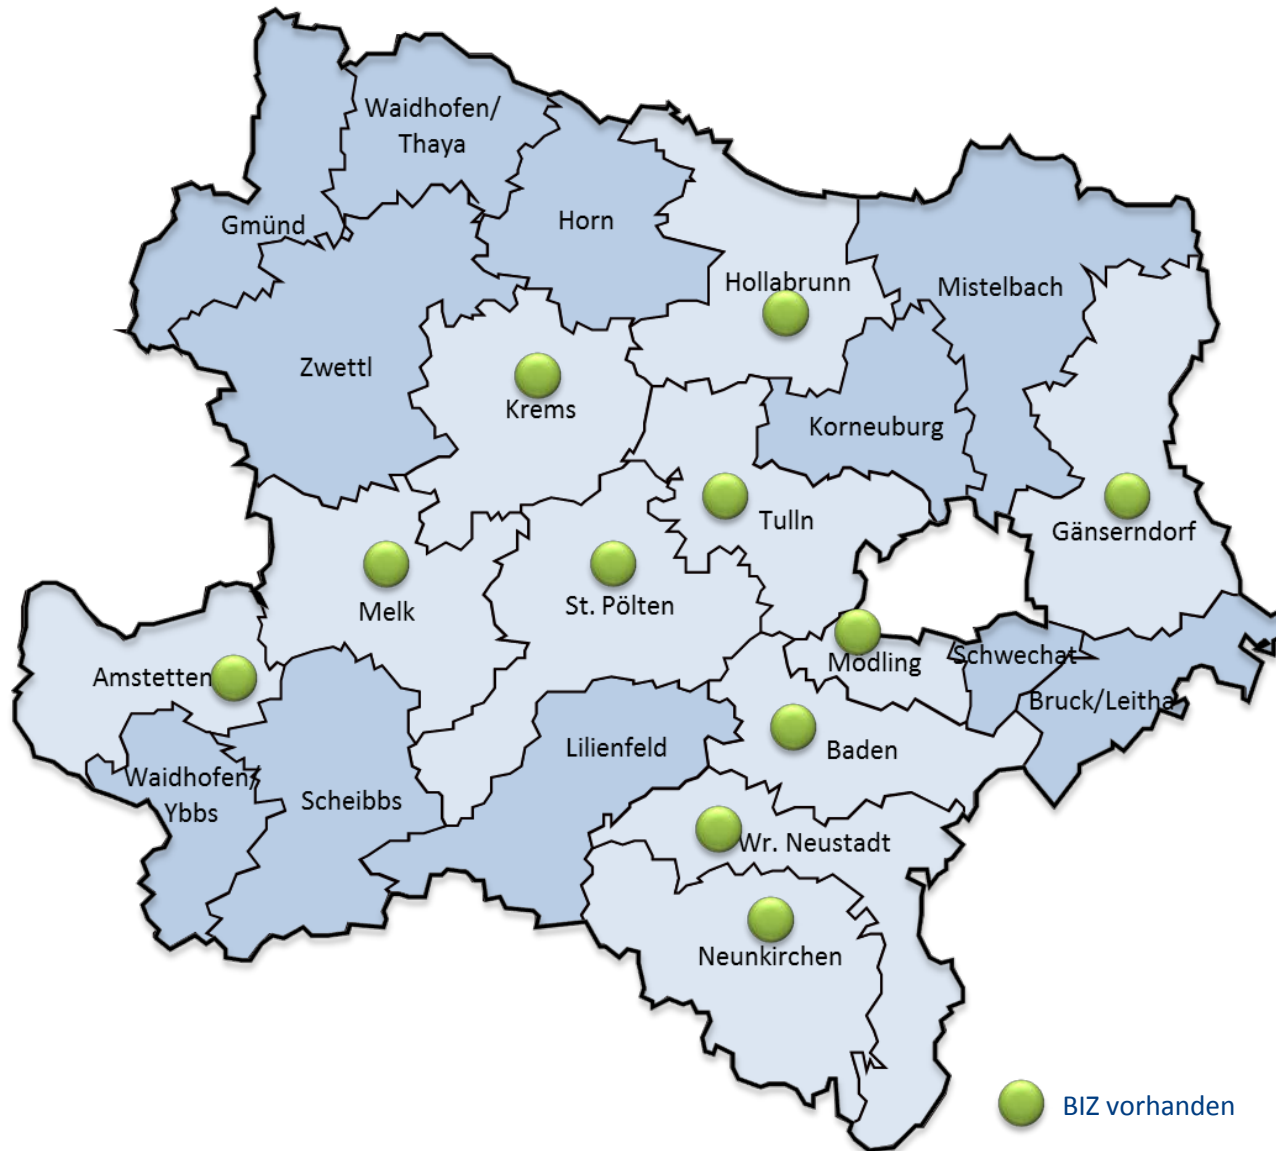 Waidhofen/
Thaya
Gmünd
Horn
Hollabrunn
Mistelbach
Zwettl
Krems
Korneuburg
Tulln
Gänserndorf
Melk
St. Pölten
Mödling
Schwechat
Amstetten
Bruck/Leitha
Lilienfeld
Baden
Waidhofen/
Ybbs
Scheibbs
Wr. Neustadt
Neunkirchen
BIZ vorhanden